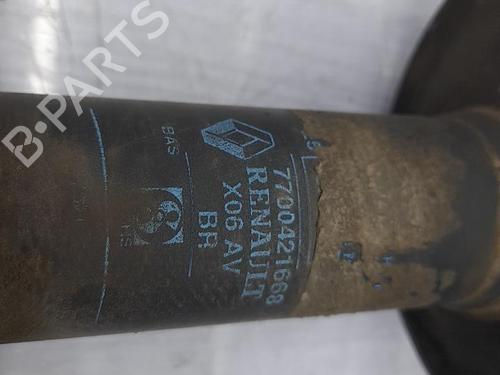 B-PARTS
BAS
7700421668
RENAULT
X06 AV
BR